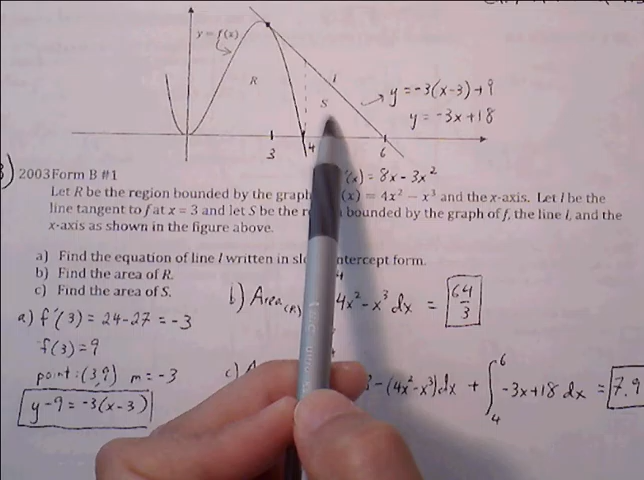 y = f(x)
R
l
S
y = -3(x-3)+9
y = -3x+18
3
4
6
(x) = 8x - 3x²
2003 Form B #1
Let R be the region bounded by the graph (x) = 4x² − x³ and the x-axis. Let l be the
line tangent to f at x = 3 and let S be the bounded by the graph of f, the line l, and the
x-axis as shown in the figure above.
a) Find the equation of line l written in intercept form.
b) Find the area of R.
c) Find the area of S.
b) Area(R) 4 4x² - x³ dx = 64/3
a) f'(3) = 24 - 27 = -3
f(3) = 9
point: (3,9) m = -3
y - 9 = -3(x-3)
c) - (4x² - x³) dx + ∫₄⁶ -3x+18 dx = 7.9